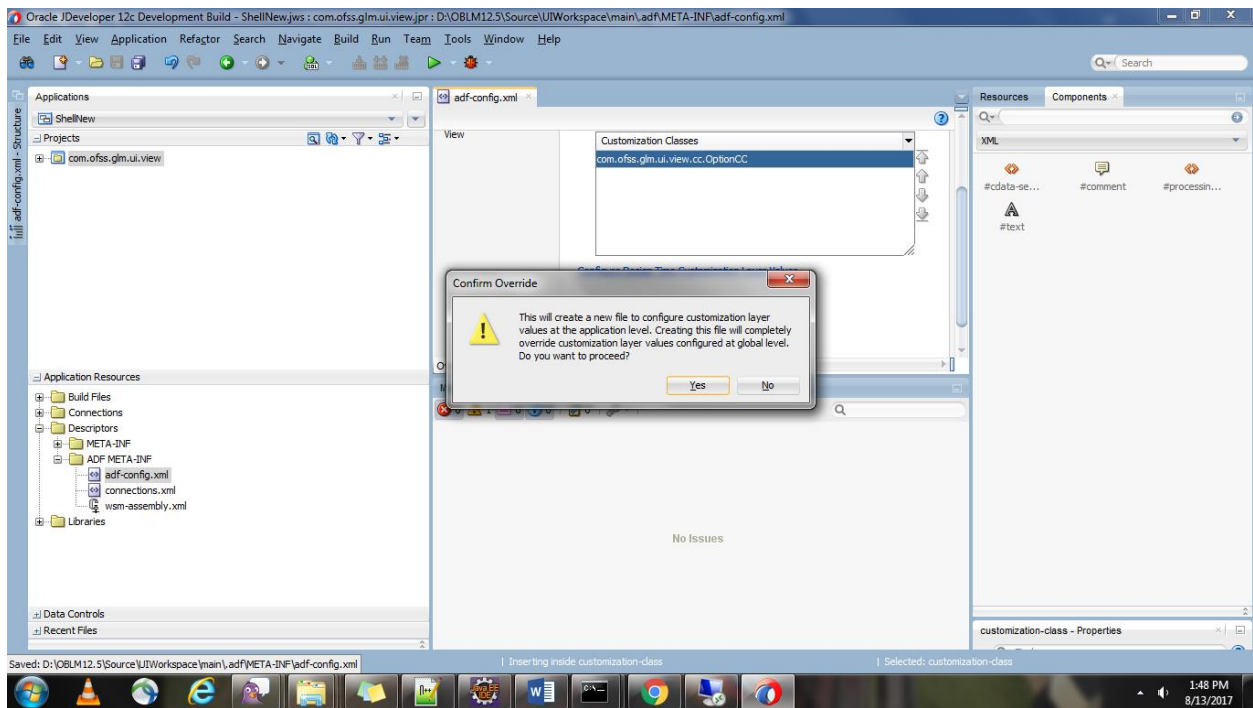 Oracle JDeveloper 12c Development Build - ShellNew.jws : com.ofss.glm.ui.view.jpr : D:\OBLM12.5\Source\UIWorkspace\main\.adf\META-INF\adf-config.xml
File Edit View Application Refactor Search Navigate Build Run Team Tools Window Help
Search
Applications
ShellNew
Projects
com.ofss.glm.ui.view
Structure
adf-config.xml - Structure
adf-config.xml
View
Customization Classes
com.ofss.glm.ui.view.cc.OptionCC
Configure Design Time Customization Layer Values
Confirm Override
This will create a new file to configure customization layer
values at the application level. Creating this file will completely
override customization layer values configured at global level.
Do you want to proceed?
Yes No
No Issues
Application Resources
Build Files
Connections
Descriptors
META-INF
ADF META-INF
adf-config.xml
connections.xml
wsm-assembly.xml
Libraries
Data Controls
Recent Files
Resources Components
XML
#cdata-se... #comment #processin...
#text
customization-class - Properties
Saved: D:\OBLM12.5\Source\UIWorkspace\main\.adf\META-INF\adf-config.xml
Inserting inside customization-class
Selected: customization-class
1:48 PM
8/13/2017